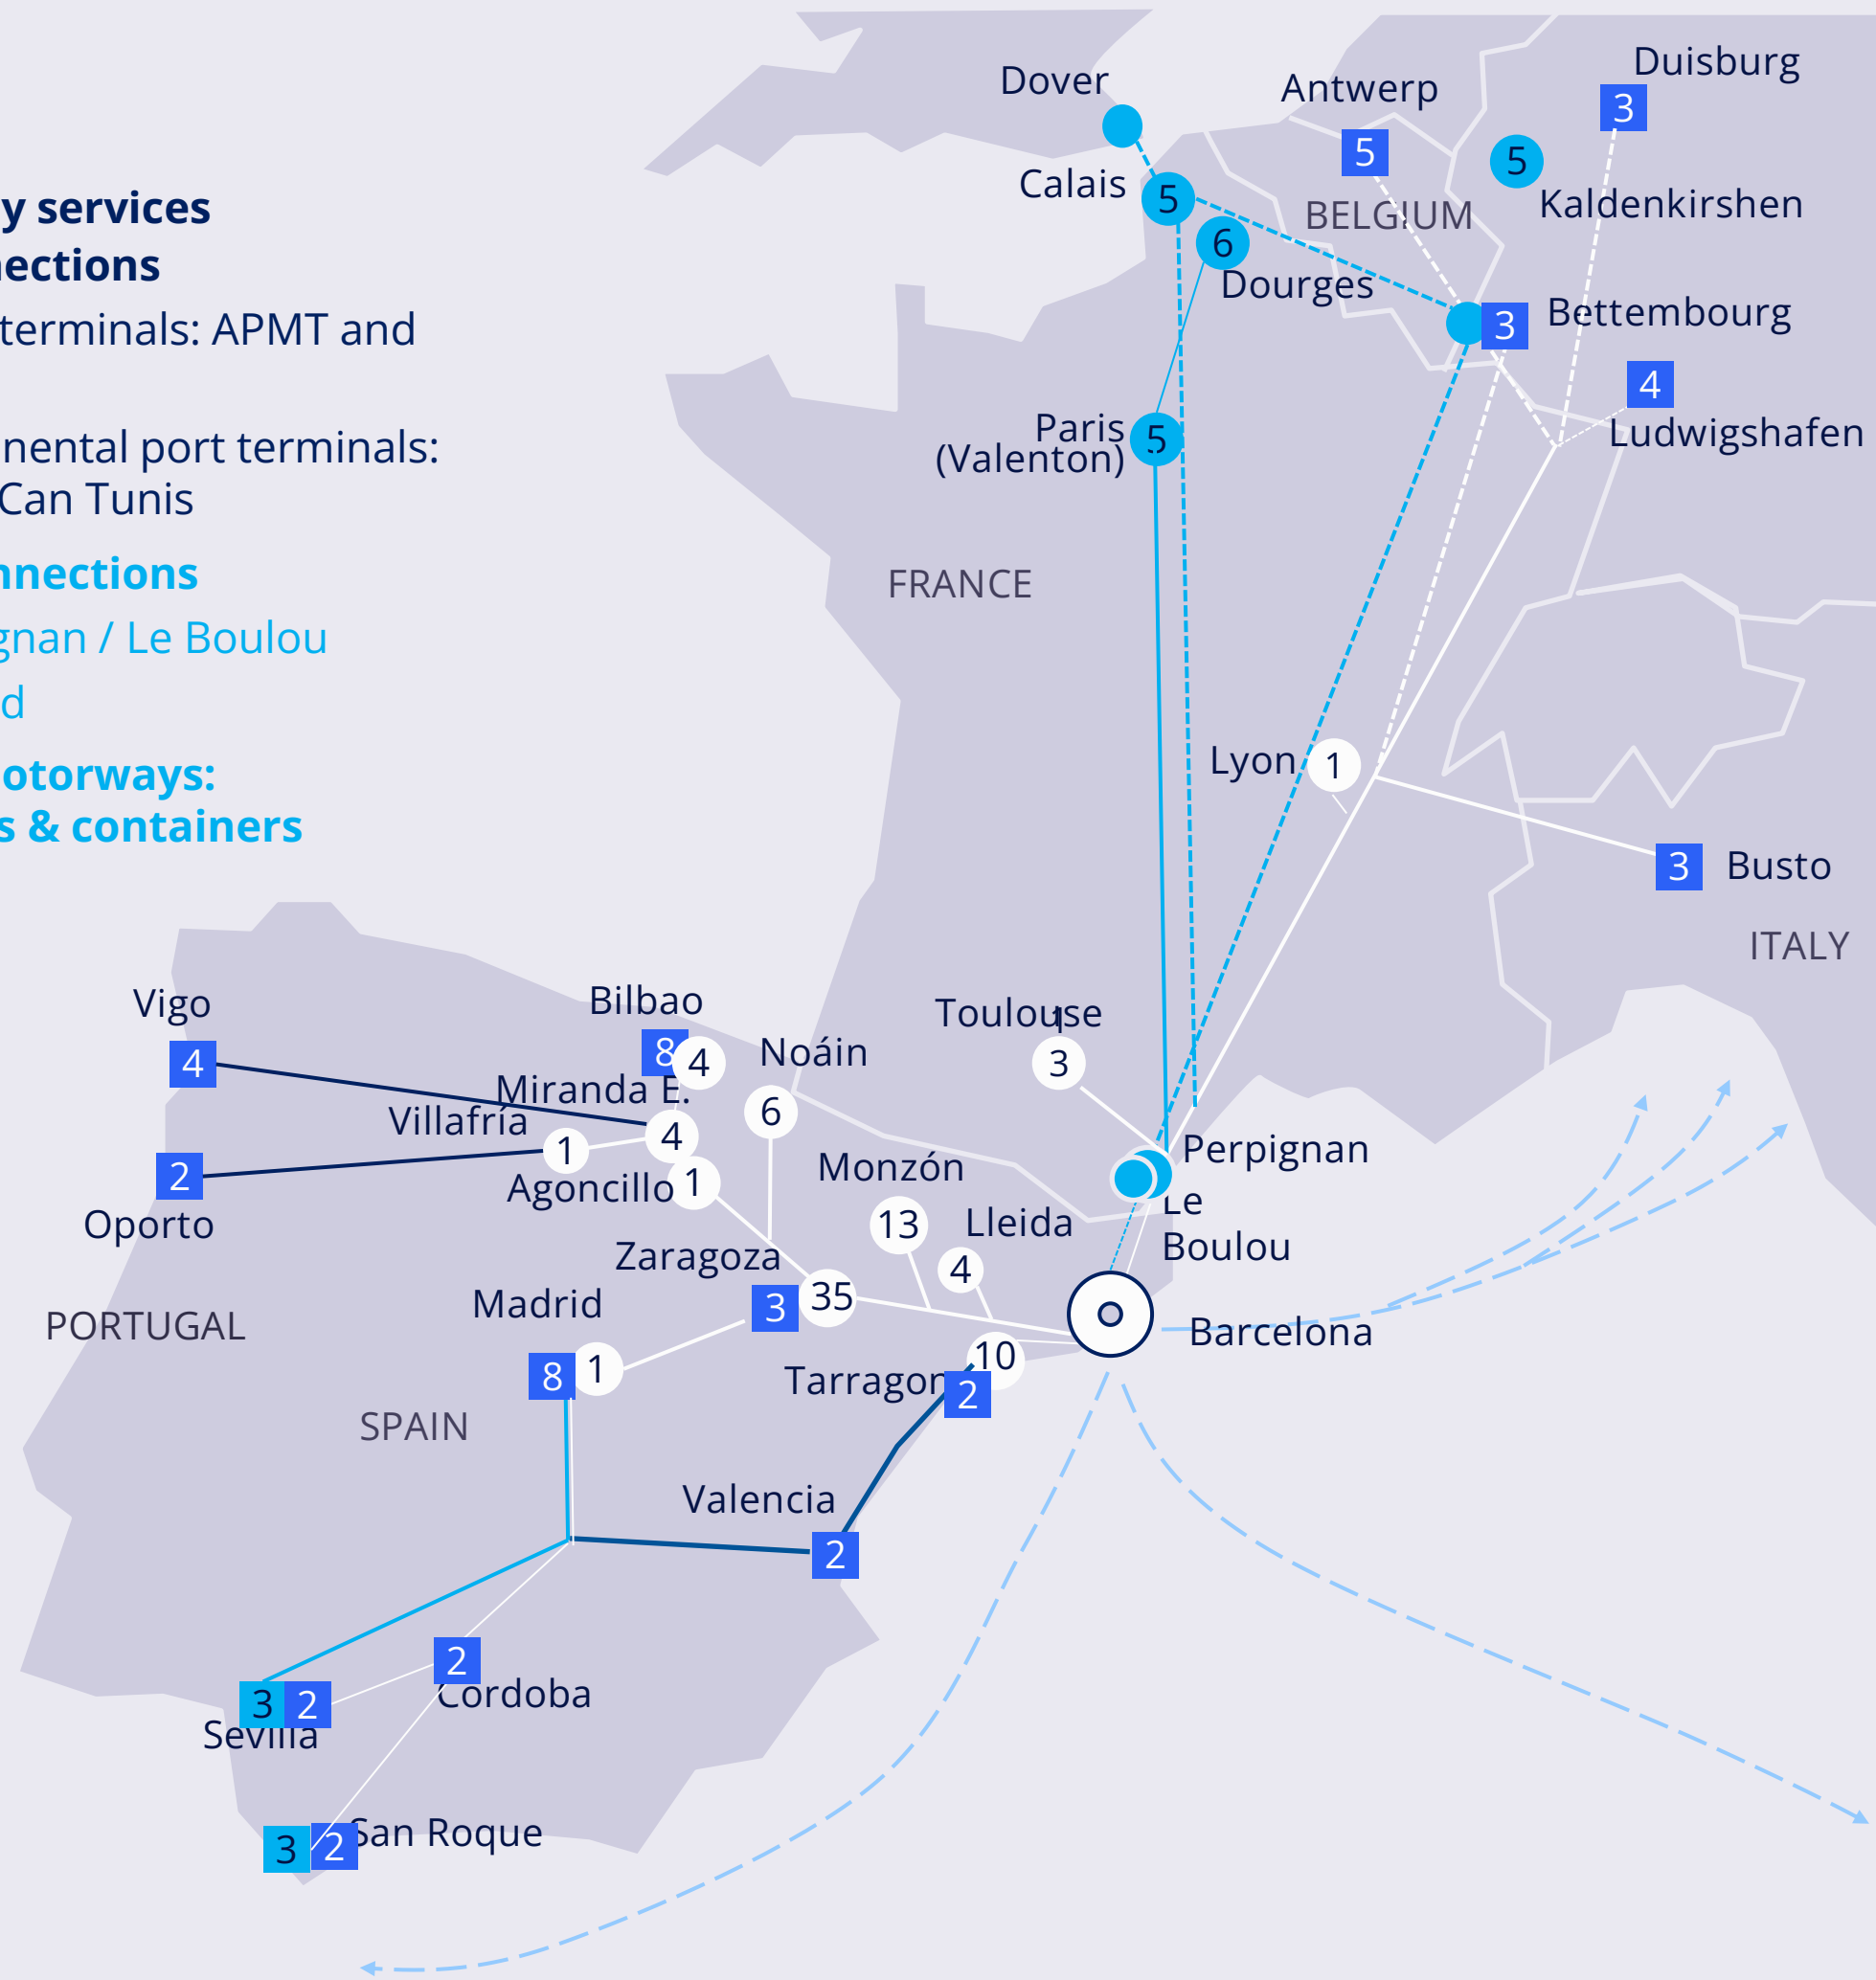 y services
nections
terminals: APMT and
nental port terminals:
Can Tunis
nnections
gnan / Le Boulou
d
otorways:
s & containers
Dover
Calais
5
6
Dourges
Antwerp
5
BELGIUM
Duisburg
3
5
Kaldenkirshen
3
Bettembourg
4
Ludwigshafen
Paris
(Valenton)
5
FRANCE
Lyon
1
3
Busto
ITALY
Vigo
4
Bilbao
8
4
Noáin
6
Toulouse
1
3
Miranda E.
4
Villafría
1
2
Oporto
Agoncillo
1
Monzón
13
Lleida
4
Perpignan
Le
Boulou
Zaragoza
3
35
Madrid
8
1
PORTUGAL
Barcelona
10
Tarragon
2
SPAIN
Valencia
2
2
Cordoba
3
2
Sevilla
San Roque
3
2